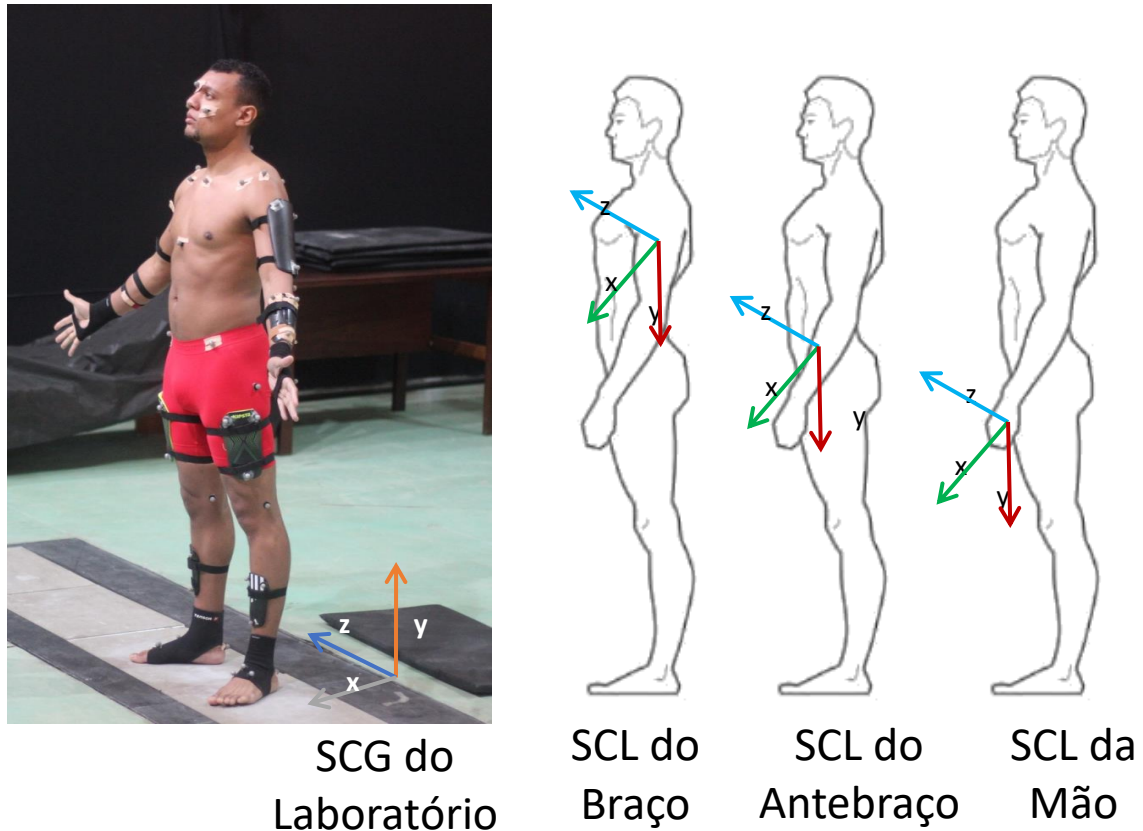 z
x
y
z
x
y
z
x
y
z
y
x
SCG do
Laboratório
SCL do
Braço
SCL do
Antebraço
SCL da
Mão